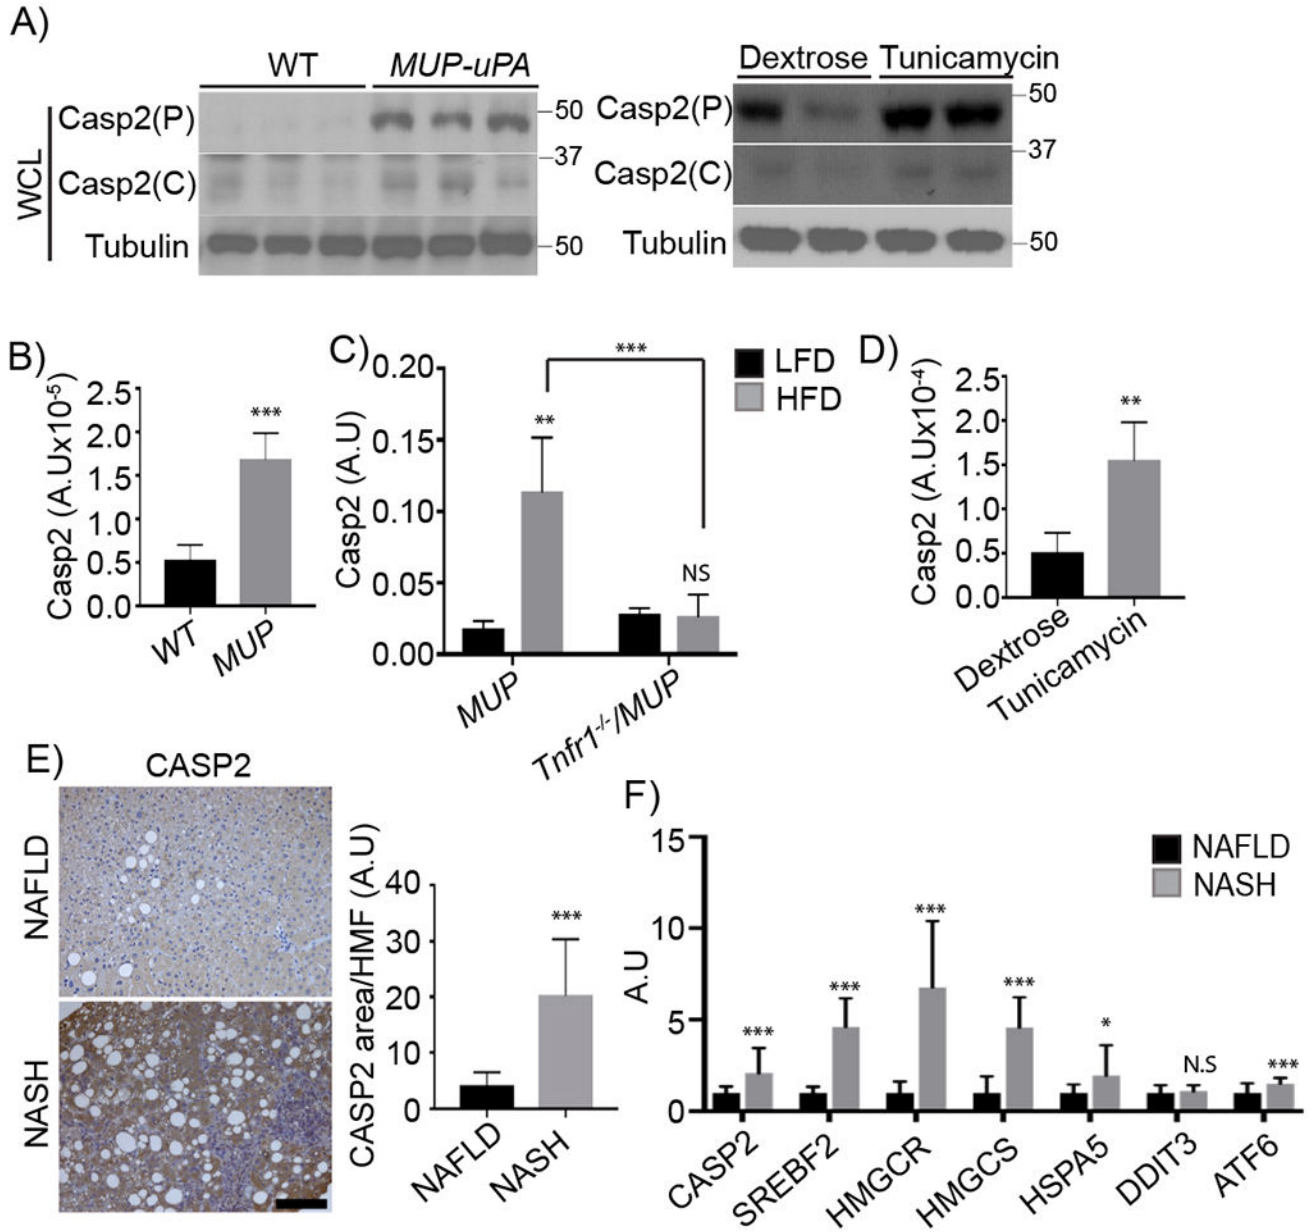 A)
WT MUP-uPA
WCL
Casp2(P)
50
37
Casp2(C)
Tubulin
50
Dextrose Tunicamycin
Casp2(P)
50
37
Casp2(C)
Tubulin
50
B)
Casp2 (A.Ux10-5)
2.5
2.0
1.5
1.0
0.5
0.0
***
WT
MUP
C)
Casp2 (A.U)
0.20
0.15
0.10
0.05
0.00
**
***
NS
LFD
HFD
MUP
Tnfr1-/-/MUP
D)
Casp2 (A.Ux10-4)
2.5
2.0
1.5
1.0
0.5
0.0
**
Dextrose
Tunicamycin
E)
CASP2
NAFLD
NASH
CASP2 area/HMF (A.U)
40
30
20
10
0
***
NAFLD
NASH
F)
A.U
15
10
5
0
NAFLD
NASH
***
***
***
***
*
N.S
***
CASP2
SREBF2
HMGCR
HMGCS
HSPA5
DDIT3
ATF6